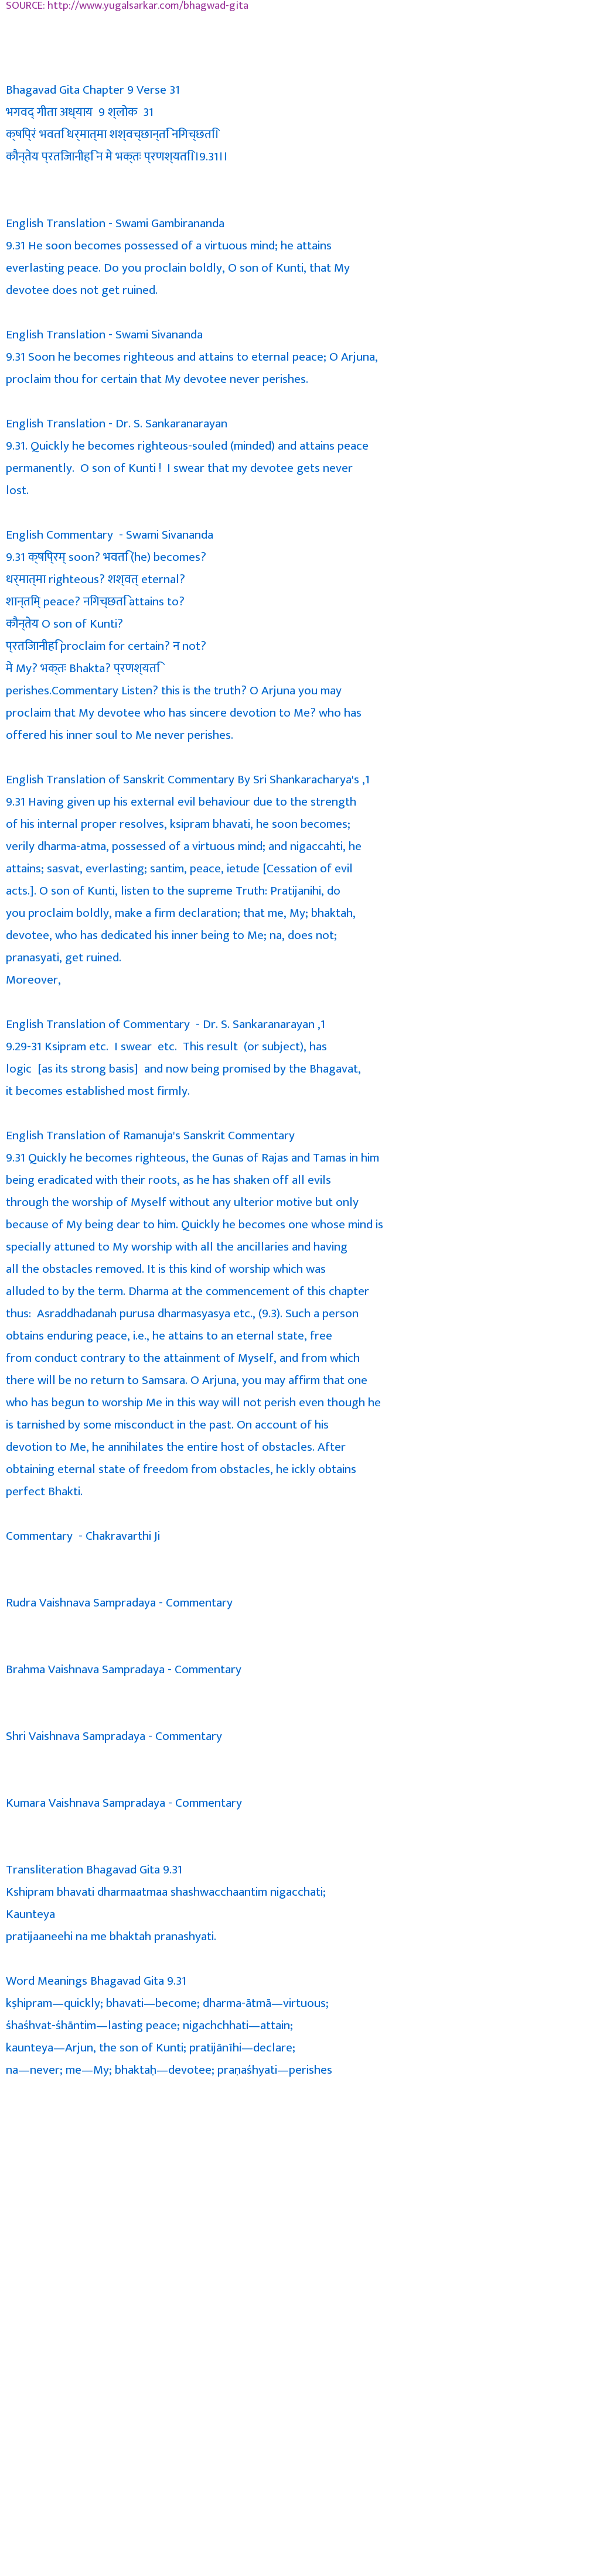 SOURCE: http://www.yugalsarkar.com/bhagwad-gita
Bhagavad Gita Chapter 9 Verse 31
भगवद् गीता अध्याय 9 श्लोक 31
क्षिप्रं भवति धर्मात्मा शश्वच्छान्तिं निगच्छति।
कौन्तेय प्रतिजानीहि न मे भक्तः प्रणश्यति।।9.31।।
English Translation - Swami Gambirananda
9.31 He soon becomes possessed of a virtuous mind; he attains
everlasting peace. Do you proclain boldly, O son of Kunti, that My
devotee does not get ruined.
English Translation - Swami Sivananda
9.31 Soon he becomes righteous and attains to eternal peace; O Arjuna,
proclaim thou for certain that My devotee never perishes.
English Translation - Dr. S. Sankaranarayan
9.31. Quickly he becomes righteous-souled (minded) and attains peace
permanently. O son of Kunti ! I swear that my devotee gets never
lost.
English Commentary - Swami Sivananda
9.31 क्षिप्रम् soon? भवति (he) becomes?
धर्मात्मा righteous? शश्वत् eternal?
शान्तिम् peace? निगच्छति attains to?
कौन्तेय O son of Kunti?
प्रतिजानीहि proclaim for certain? न not?
मे My? भक्तः Bhakta? प्रणश्यति
perishes.Commentary Listen? this is the truth? O Arjuna you may
proclaim that My devotee who has sincere devotion to Me? who has
offered his inner soul to Me never perishes.
English Translation of Sanskrit Commentary By Sri Shankaracharya's ,1
9.31 Having given up his external evil behaviour due to the strength
of his internal proper resolves, ksipram bhavati, he soon becomes;
verily dharma-atma, possessed of a virtuous mind; and nigaccahti, he
attains; sasvat, everlasting; santim, peace, ietude [Cessation of evil
acts.]. O son of Kunti, listen to the supreme Truth: Pratijanihi, do
you proclaim boldly, make a firm declaration; that me, My; bhaktah,
devotee, who has dedicated his inner being to Me; na, does not;
pranasyati, get ruined.
Moreover,
English Translation of Commentary - Dr. S. Sankaranarayan ,1
9.29-31 Ksipram etc. I swear etc. This result (or subject), has
logic [as its strong basis] and now being promised by the Bhagavat,
it becomes established most firmly.
English Translation of Ramanuja's Sanskrit Commentary
9.31 Quickly he becomes righteous, the Gunas of Rajas and Tamas in him
being eradicated with their roots, as he has shaken off all evils
through the worship of Myself without any ulterior motive but only
because of My being dear to him. Quickly he becomes one whose mind is
specially attuned to My worship with all the ancillaries and having
all the obstacles removed. It is this kind of worship which was
alluded to by the term. Dharma at the commencement of this chapter
thus: Asraddhadanah purusa dharmasyasya etc., (9.3). Such a person
obtains enduring peace, i.e., he attains to an eternal state, free
from conduct contrary to the attainment of Myself, and from which
there will be no return to Samsara. O Arjuna, you may affirm that one
who has begun to worship Me in this way will not perish even though he
is tarnished by some misconduct in the past. On account of his
devotion to Me, he annihilates the entire host of obstacles. After
obtaining eternal state of freedom from obstacles, he ickly obtains
perfect Bhakti.
Commentary - Chakravarthi Ji
Rudra Vaishnava Sampradaya - Commentary
Brahma Vaishnava Sampradaya - Commentary
Shri Vaishnava Sampradaya - Commentary
Kumara Vaishnava Sampradaya - Commentary
Transliteration Bhagavad Gita 9.31
Kshipram bhavati dharmaatmaa shashwacchaantim nigacchati;
Kaunteya
pratijaaneehi na me bhaktah pranashyati.
Word Meanings Bhagavad Gita 9.31
kṣhipram—quickly; bhavati—become; dharma-ātmā—virtuous;
śhaśhvat-śhāntim—lasting peace; nigachchhati—attain;
kaunteya—Arjun, the son of Kunti; pratijānīhi—declare;
na—never; me—My; bhaktaḥ—devotee; praṇaśhyati—perishes